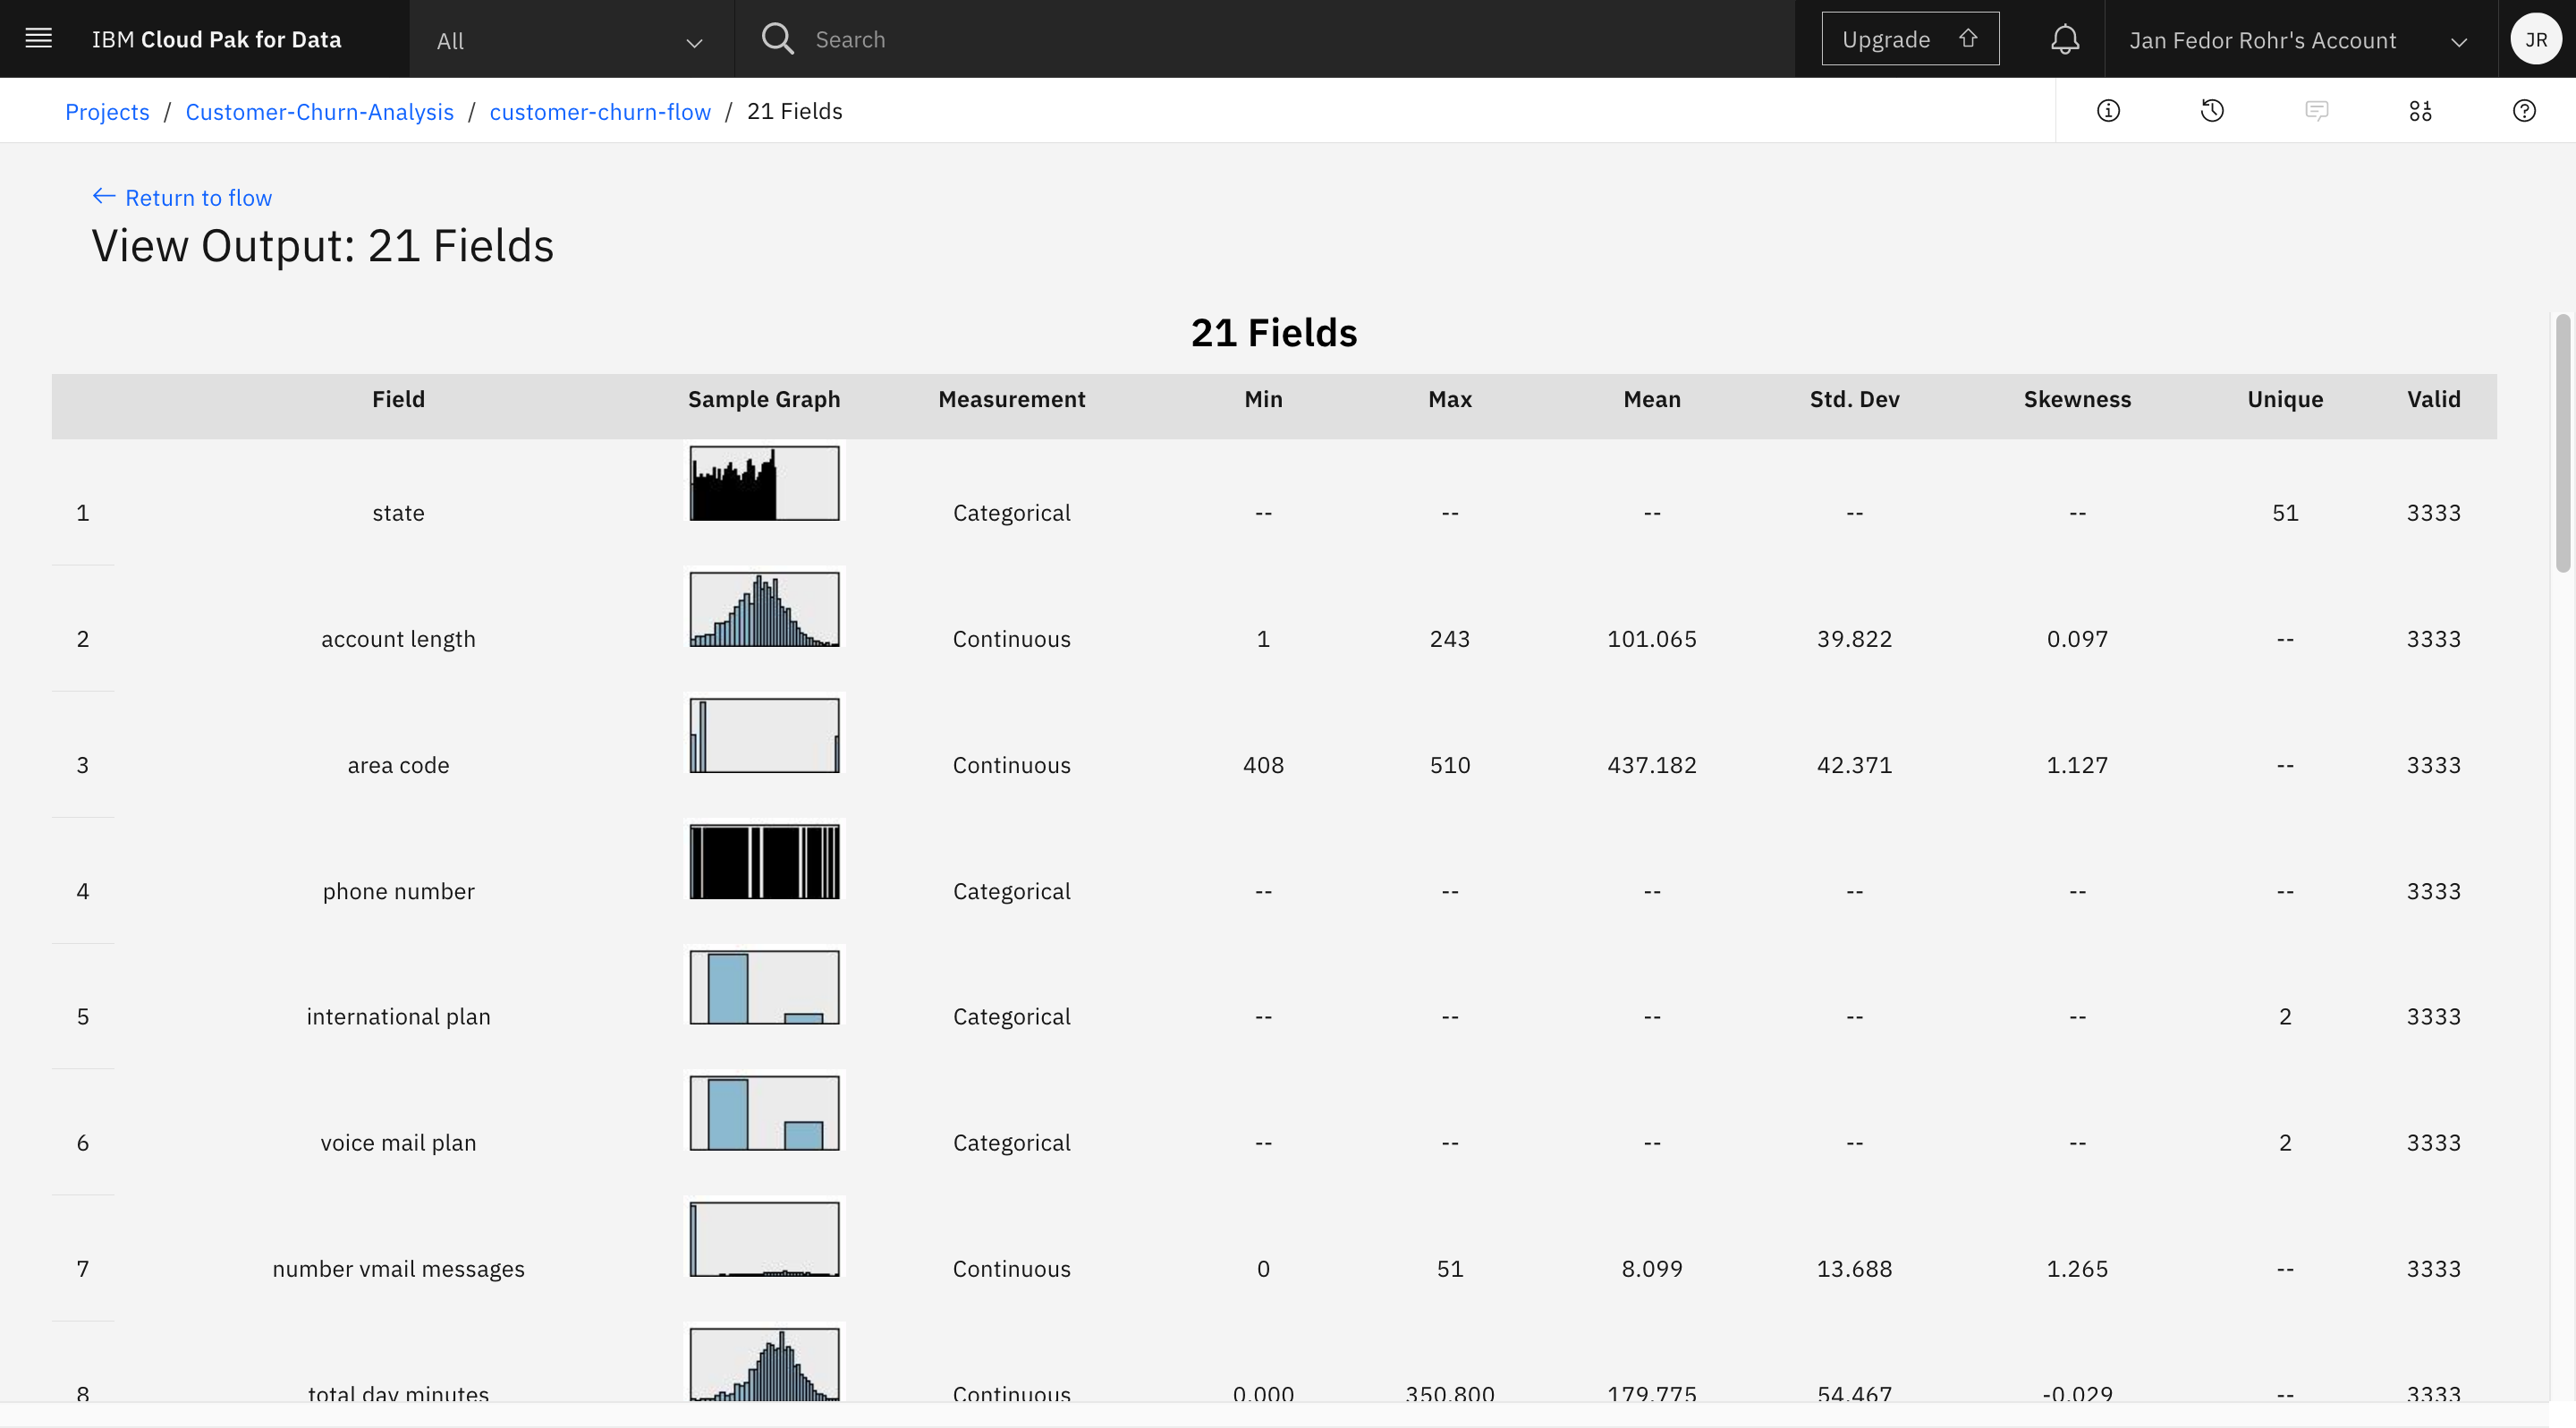 IBM Cloud Pak for Data All Search Upgrade Jan Fedor Rohr's Account JR
Projects / Customer-Churn-Analysis / customer-churn-flow / 21 Fields
Return to flow
View Output: 21 Fields
21 Fields
Field Sample Graph Measurement Min Max Mean Std. Dev Skewness Unique Valid
1 state Categorical -- -- -- -- -- 51 3333
2 account length Continuous 1 243 101.065 39.822 0.097 -- 3333
3 area code Continuous 408 510 437.182 42.371 1.127 -- 3333
4 phone number Categorical -- -- -- -- -- -- 3333
5 international plan Categorical -- -- -- -- -- 2 3333
6 voice mail plan Categorical -- -- -- -- -- 2 3333
7 number vmail messages Continuous 0 51 8.099 13.688 1.265 -- 3333
8 total day minutes Continuous 0.000 350.800 179.775 54.467 -0.029 -- 3333